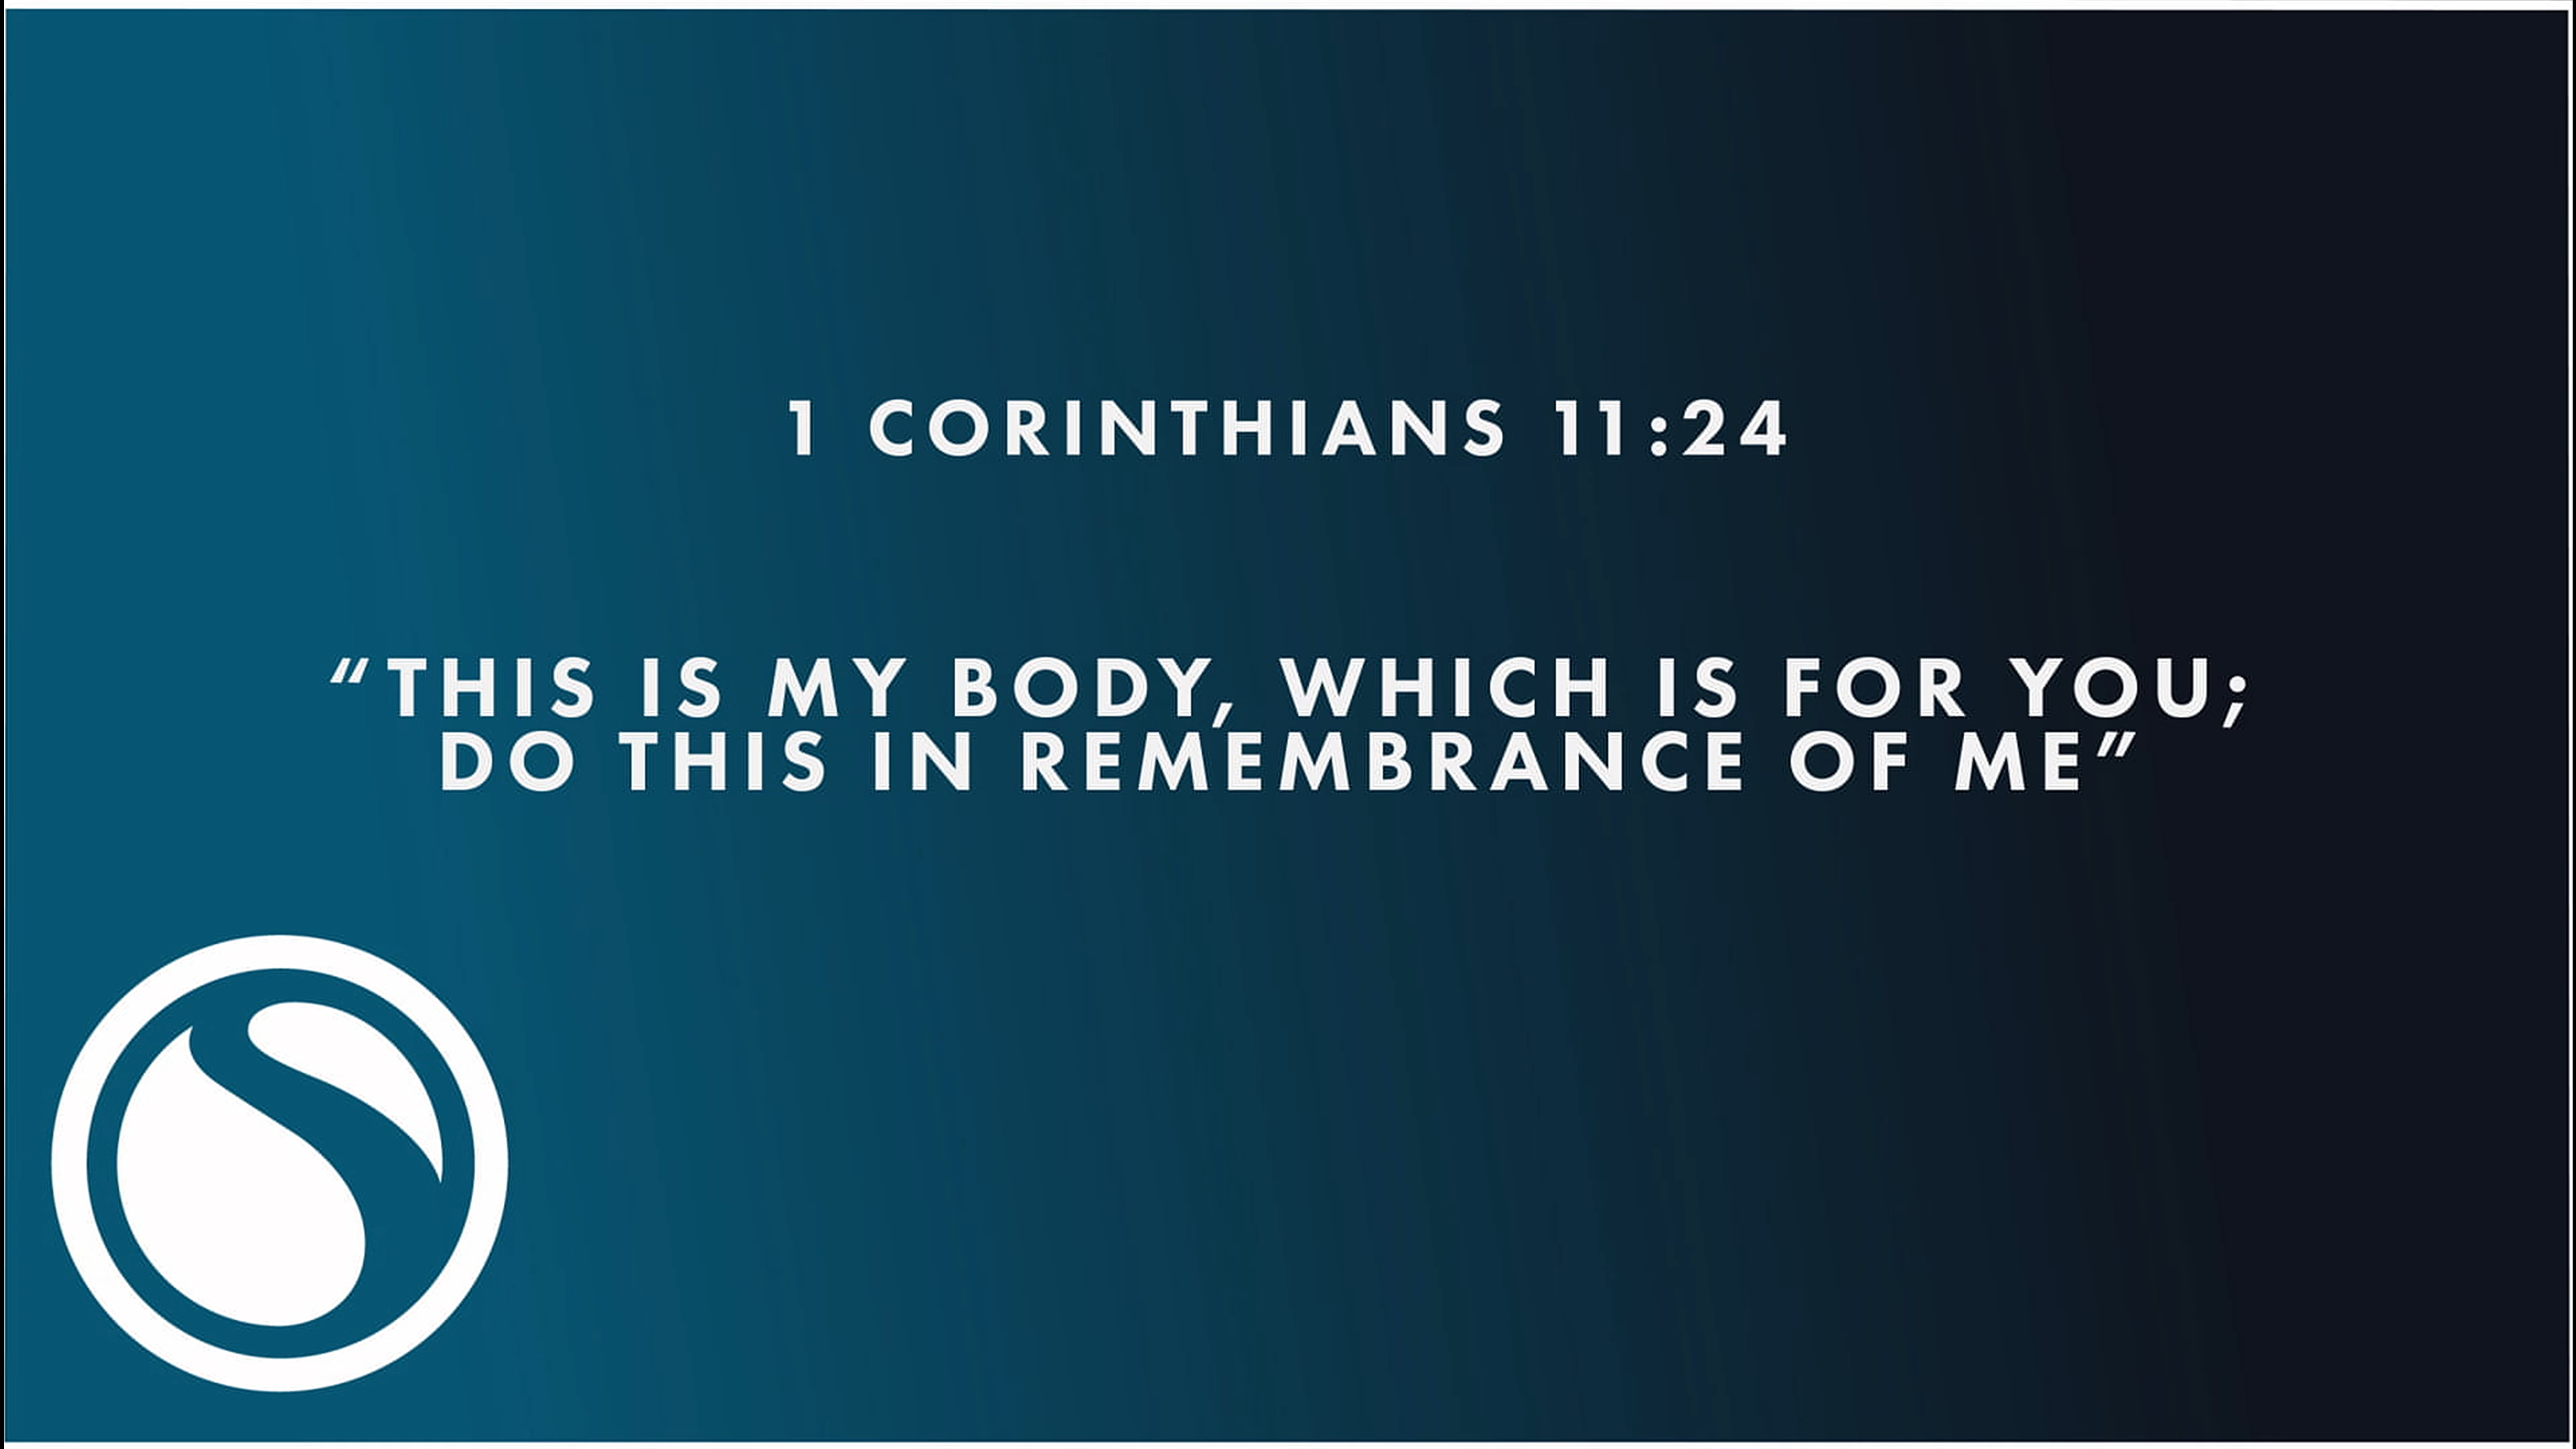 1 CORINTHIANS 11:24
“THIS IS MY BODY, WHICH IS FOR YOU;
DO THIS IN REMEMBRANCE OF ME”